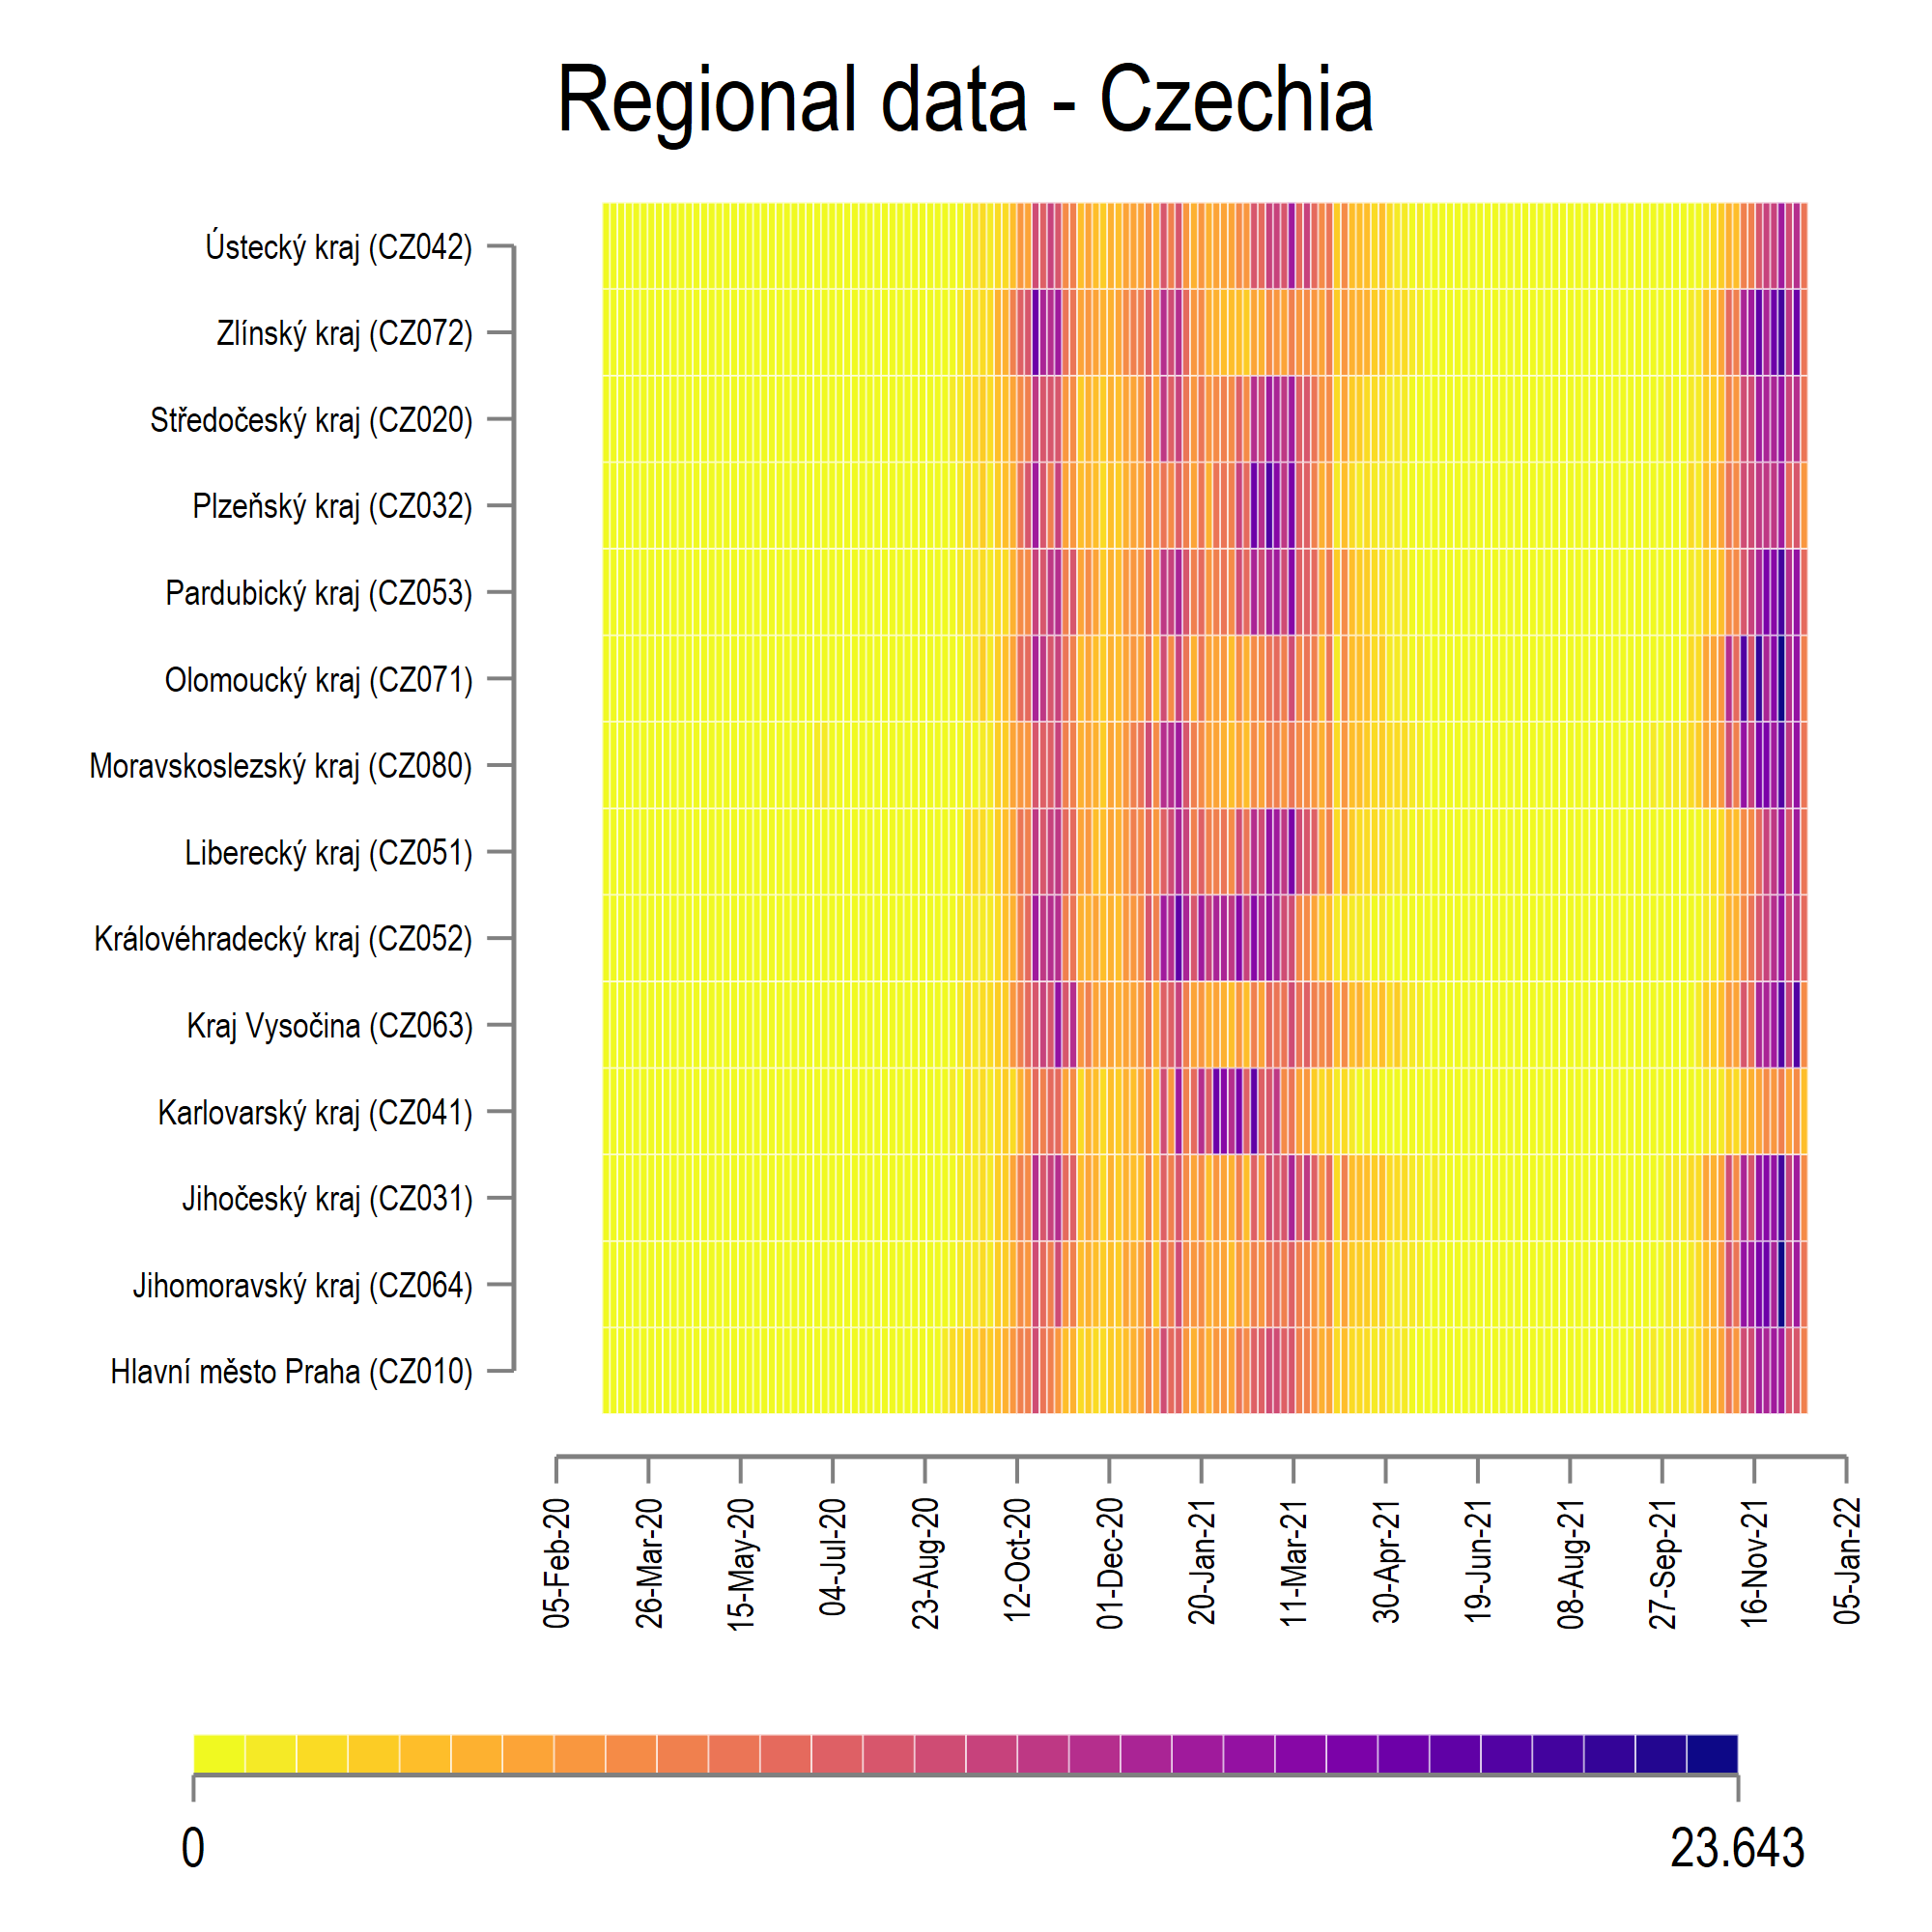 Regional data - Czechia
Ústecký kraj (CZ042)
Zlínský kraj (CZ072)
Středočeský kraj (CZ020)
Plzeňský kraj (CZ032)
Pardubický kraj (CZ053)
Olomoucký kraj (CZ071)
Moravskoslezský kraj (CZ080)
Liberecký kraj (CZ051)
Královéhradecký kraj (CZ052)
Kraj Vysočina (CZ063)
Karlovarský kraj (CZ041)
Jihočeský kraj (CZ031)
Jihomoravský kraj (CZ064)
Hlavní město Praha (CZ010)
05-Feb-20
26-Mar-20
15-May-20
04-Jul-20
23-Aug-20
12-Oct-20
01-Dec-20
20-Jan-21
11-Mar-21
30-Apr-21
19-Jun-21
08-Aug-21
27-Sep-21
16-Nov-21
05-Jan-22
0
23.643